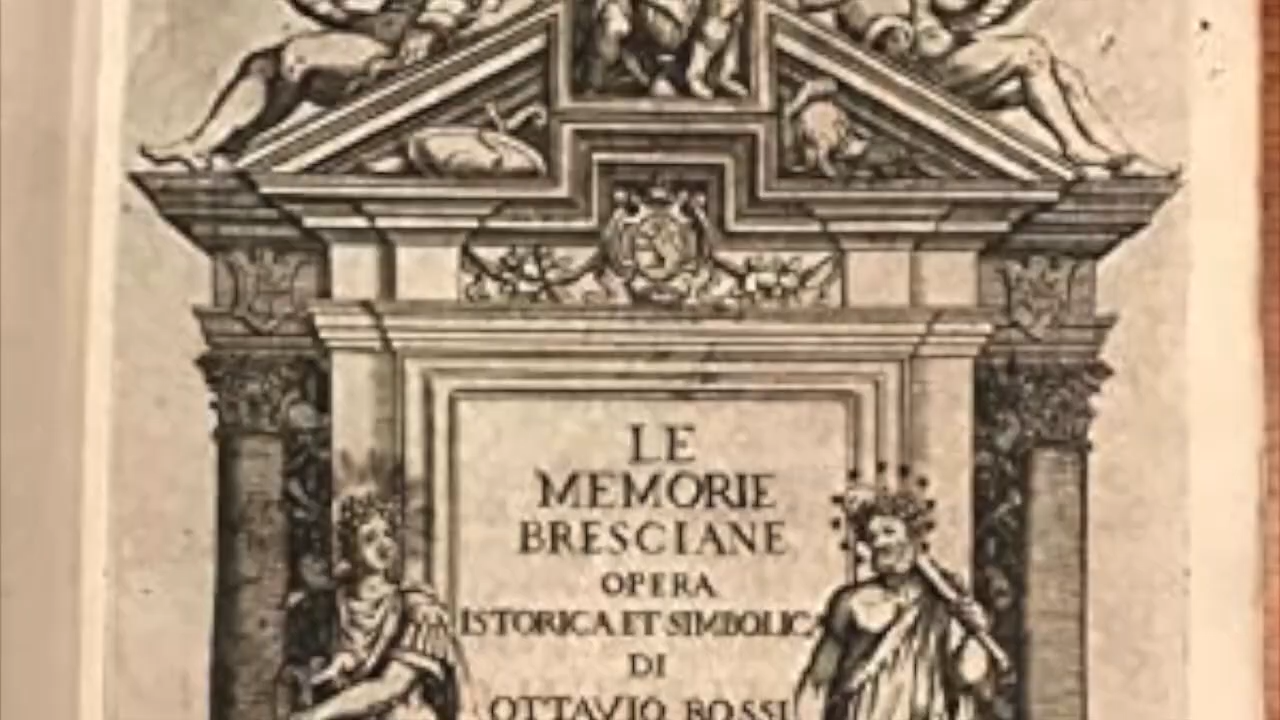 LE
MEMORIE
BRESCIANE
OPERA
ISTORICA ET SIMBOLICA
DI
OTTAVIO ROSSI